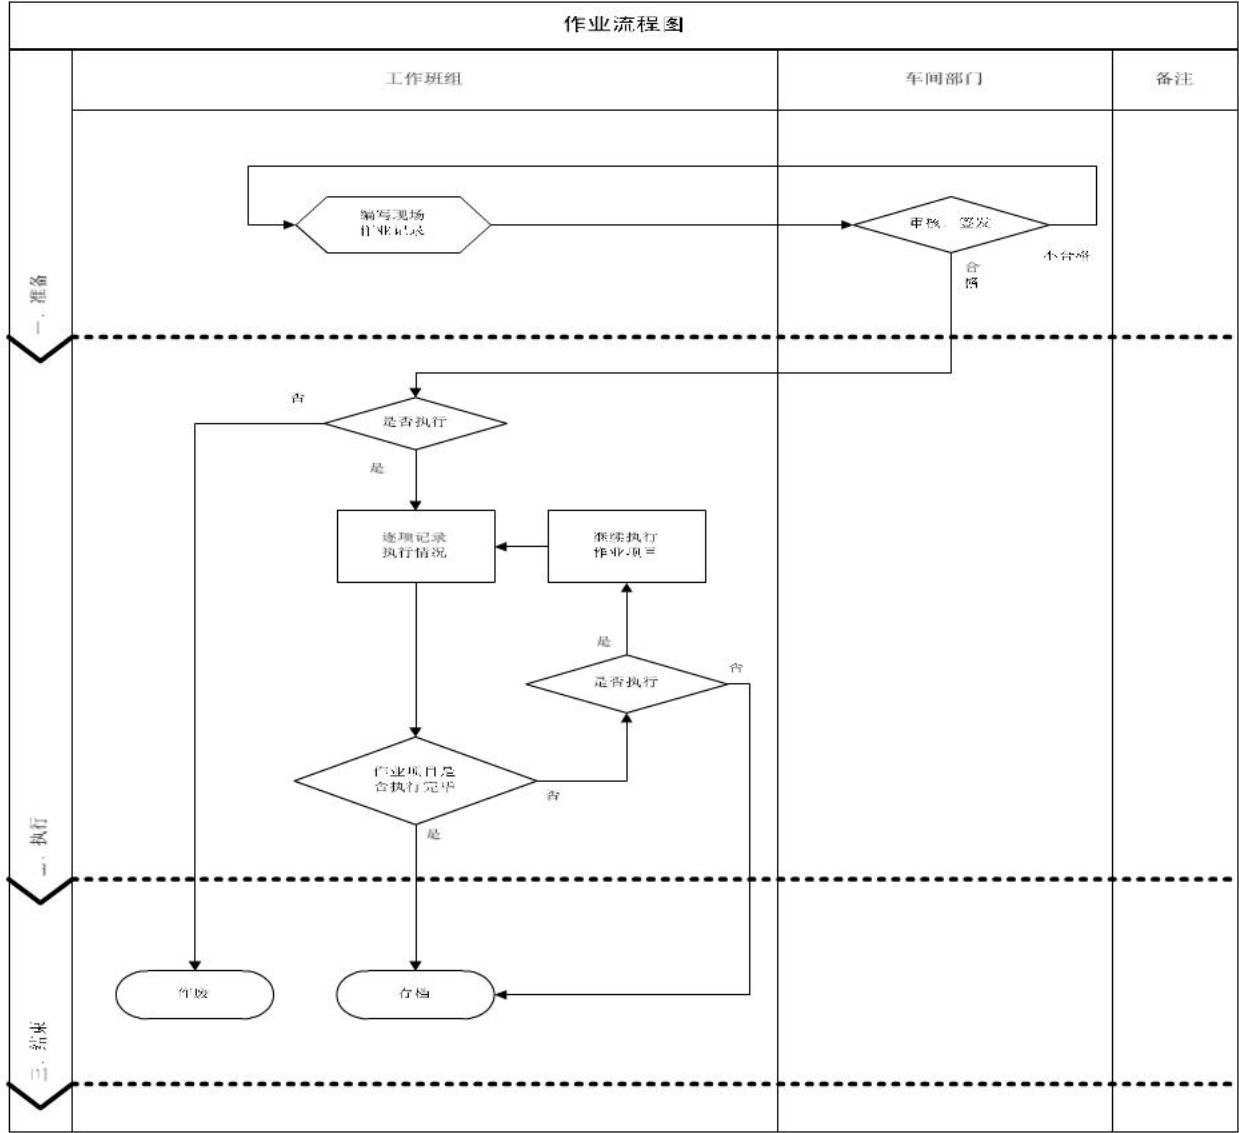 作业流程图
工作班组
车间部门
备注
编写现场
作业记录
审核、签发
不合格
合
格
一、准备
否
是否执行
是
逐项记录
执行情况
继续执行
作业项目
是
是否执行
否
作业项目是
否执行完毕
否
是
二、执行
作废
存档
三、结束